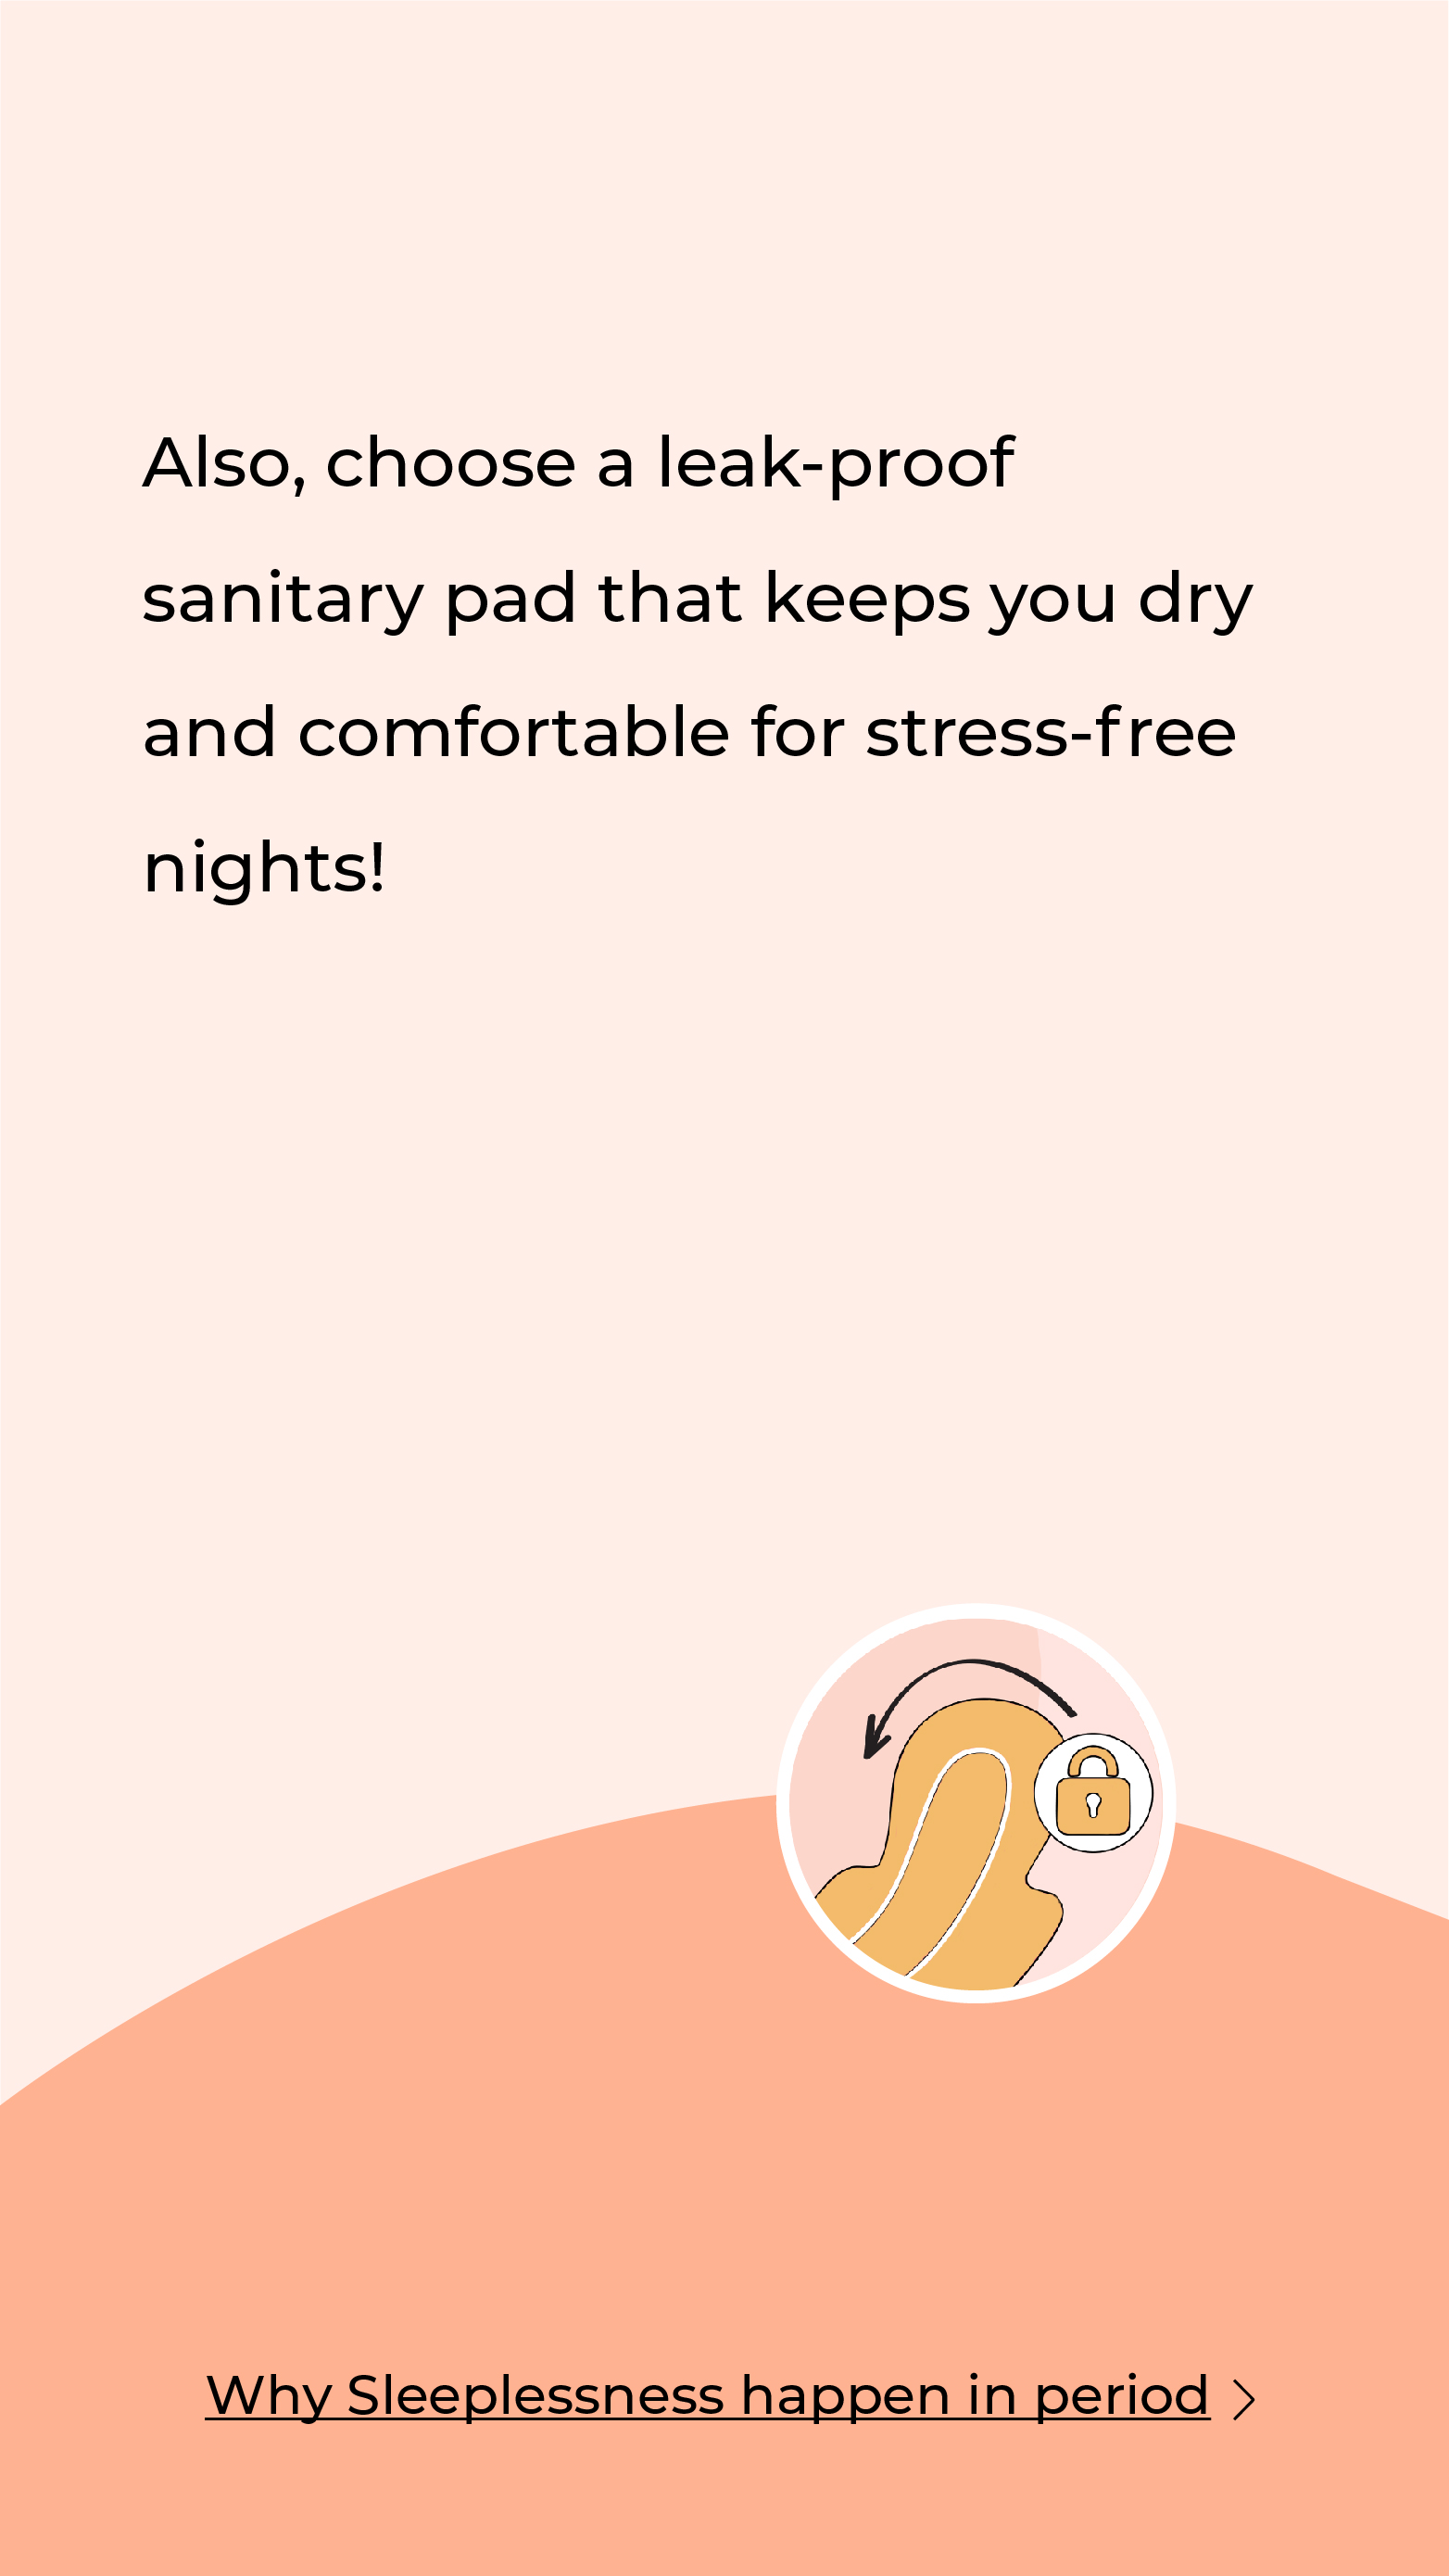 Also, choose a leak-proof
sanitary pad that keeps you dry
and comfortable for stress-free
nights!
Why Sleeplessness happen in period